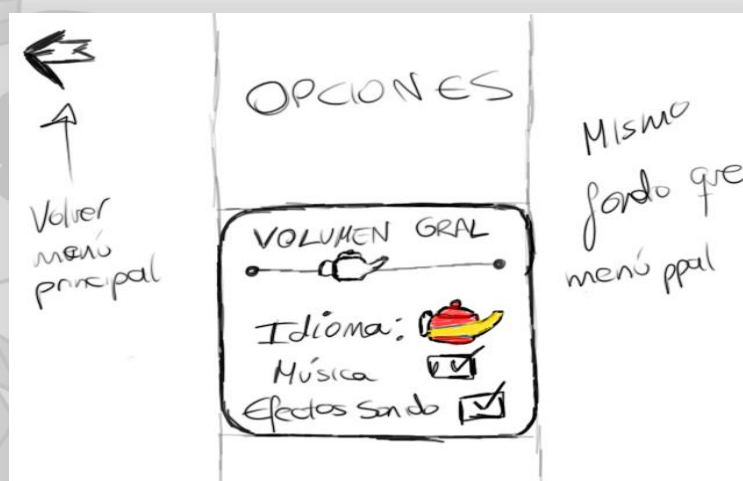 OPCIONES
Volver
menú
principal
VOLUMEN GRAL
Idioma:
Música
Efectos Sonido
Mismo
fondo que
menú ppal